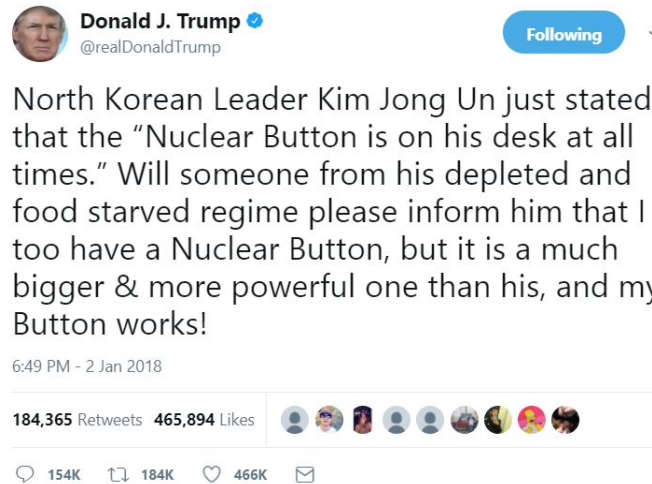 Donald J. Trump
@realDonaldTrump
Following
North Korean Leader Kim Jong Un just stated
that the “Nuclear Button is on his desk at all
times.” Will someone from his depleted and
food starved regime please inform him that I
too have a Nuclear Button, but it is a much
bigger & more powerful one than his, and my
Button works!
6:49 PM - 2 Jan 2018
184,365 Retweets 465,894 Likes
154K 184K 466K